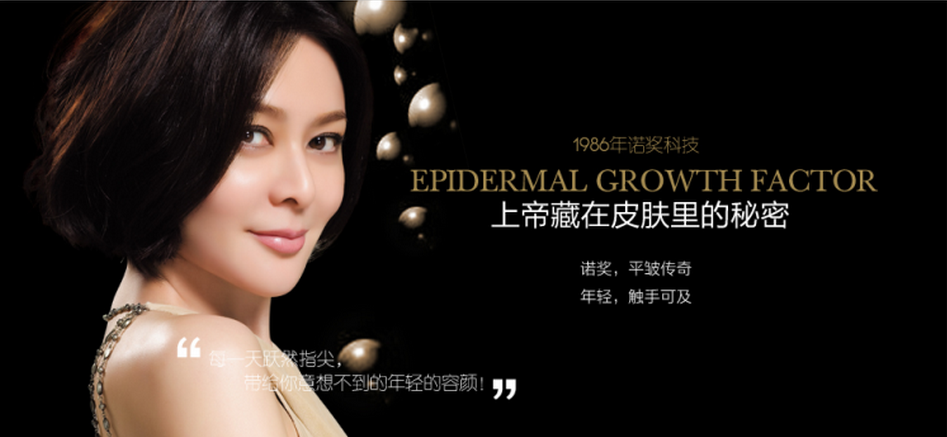 1986年诺奖科技
EPIDERMAL GROWTH FACTOR
上帝藏在皮肤里的秘密
诺奖，平皱传奇
年轻，触手可及
“每一天跃然指尖，
带给你意想不到的年轻的容颜！”